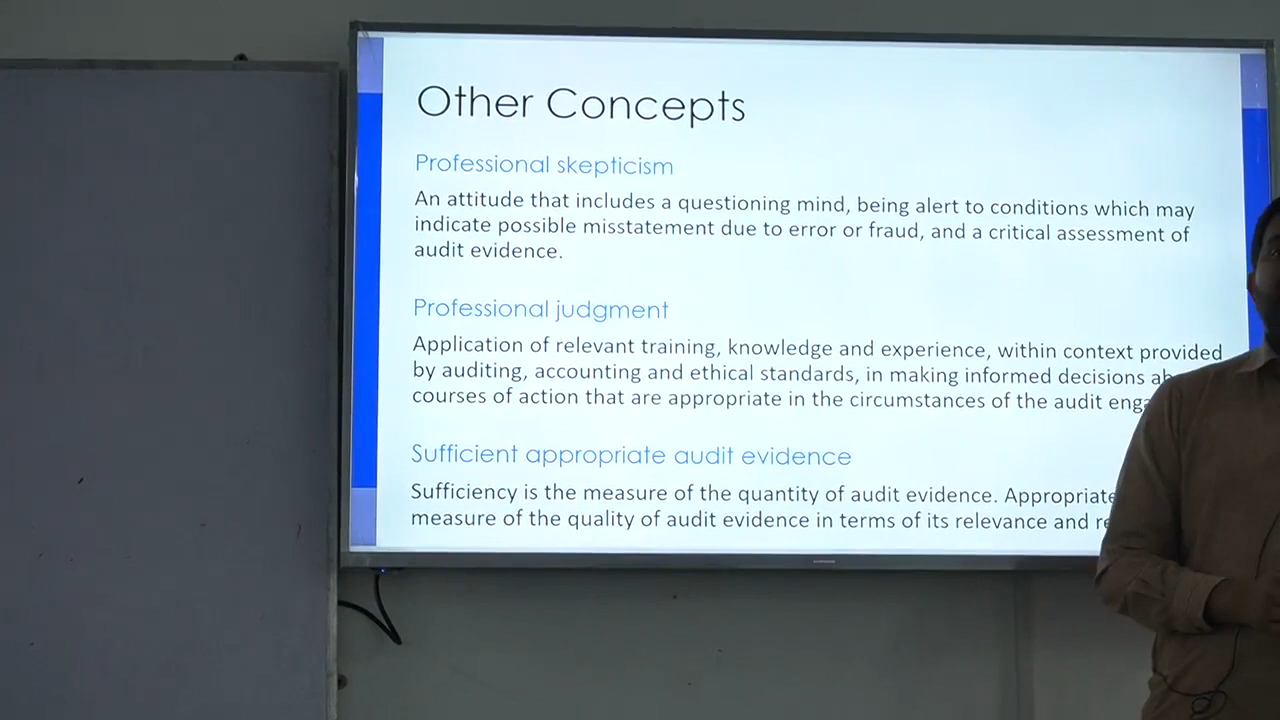 Other Concepts
Professional skepticism
An attitude that includes a questioning mind, being alert to conditions which may
indicate possible misstatement due to error or fraud, and a critical assessment of
audit evidence.
Professional judgment
Application of relevant training, knowledge and experience, within context provided
by auditing, accounting and ethical standards, in making informed decisions
courses of action that are appropriate in the circumstances of the audit
Sufficient appropriate audit evidence
Sufficiency is the measure of the quantity of audit evidence.
measure of the quality of audit evidence in terms of its relevance and